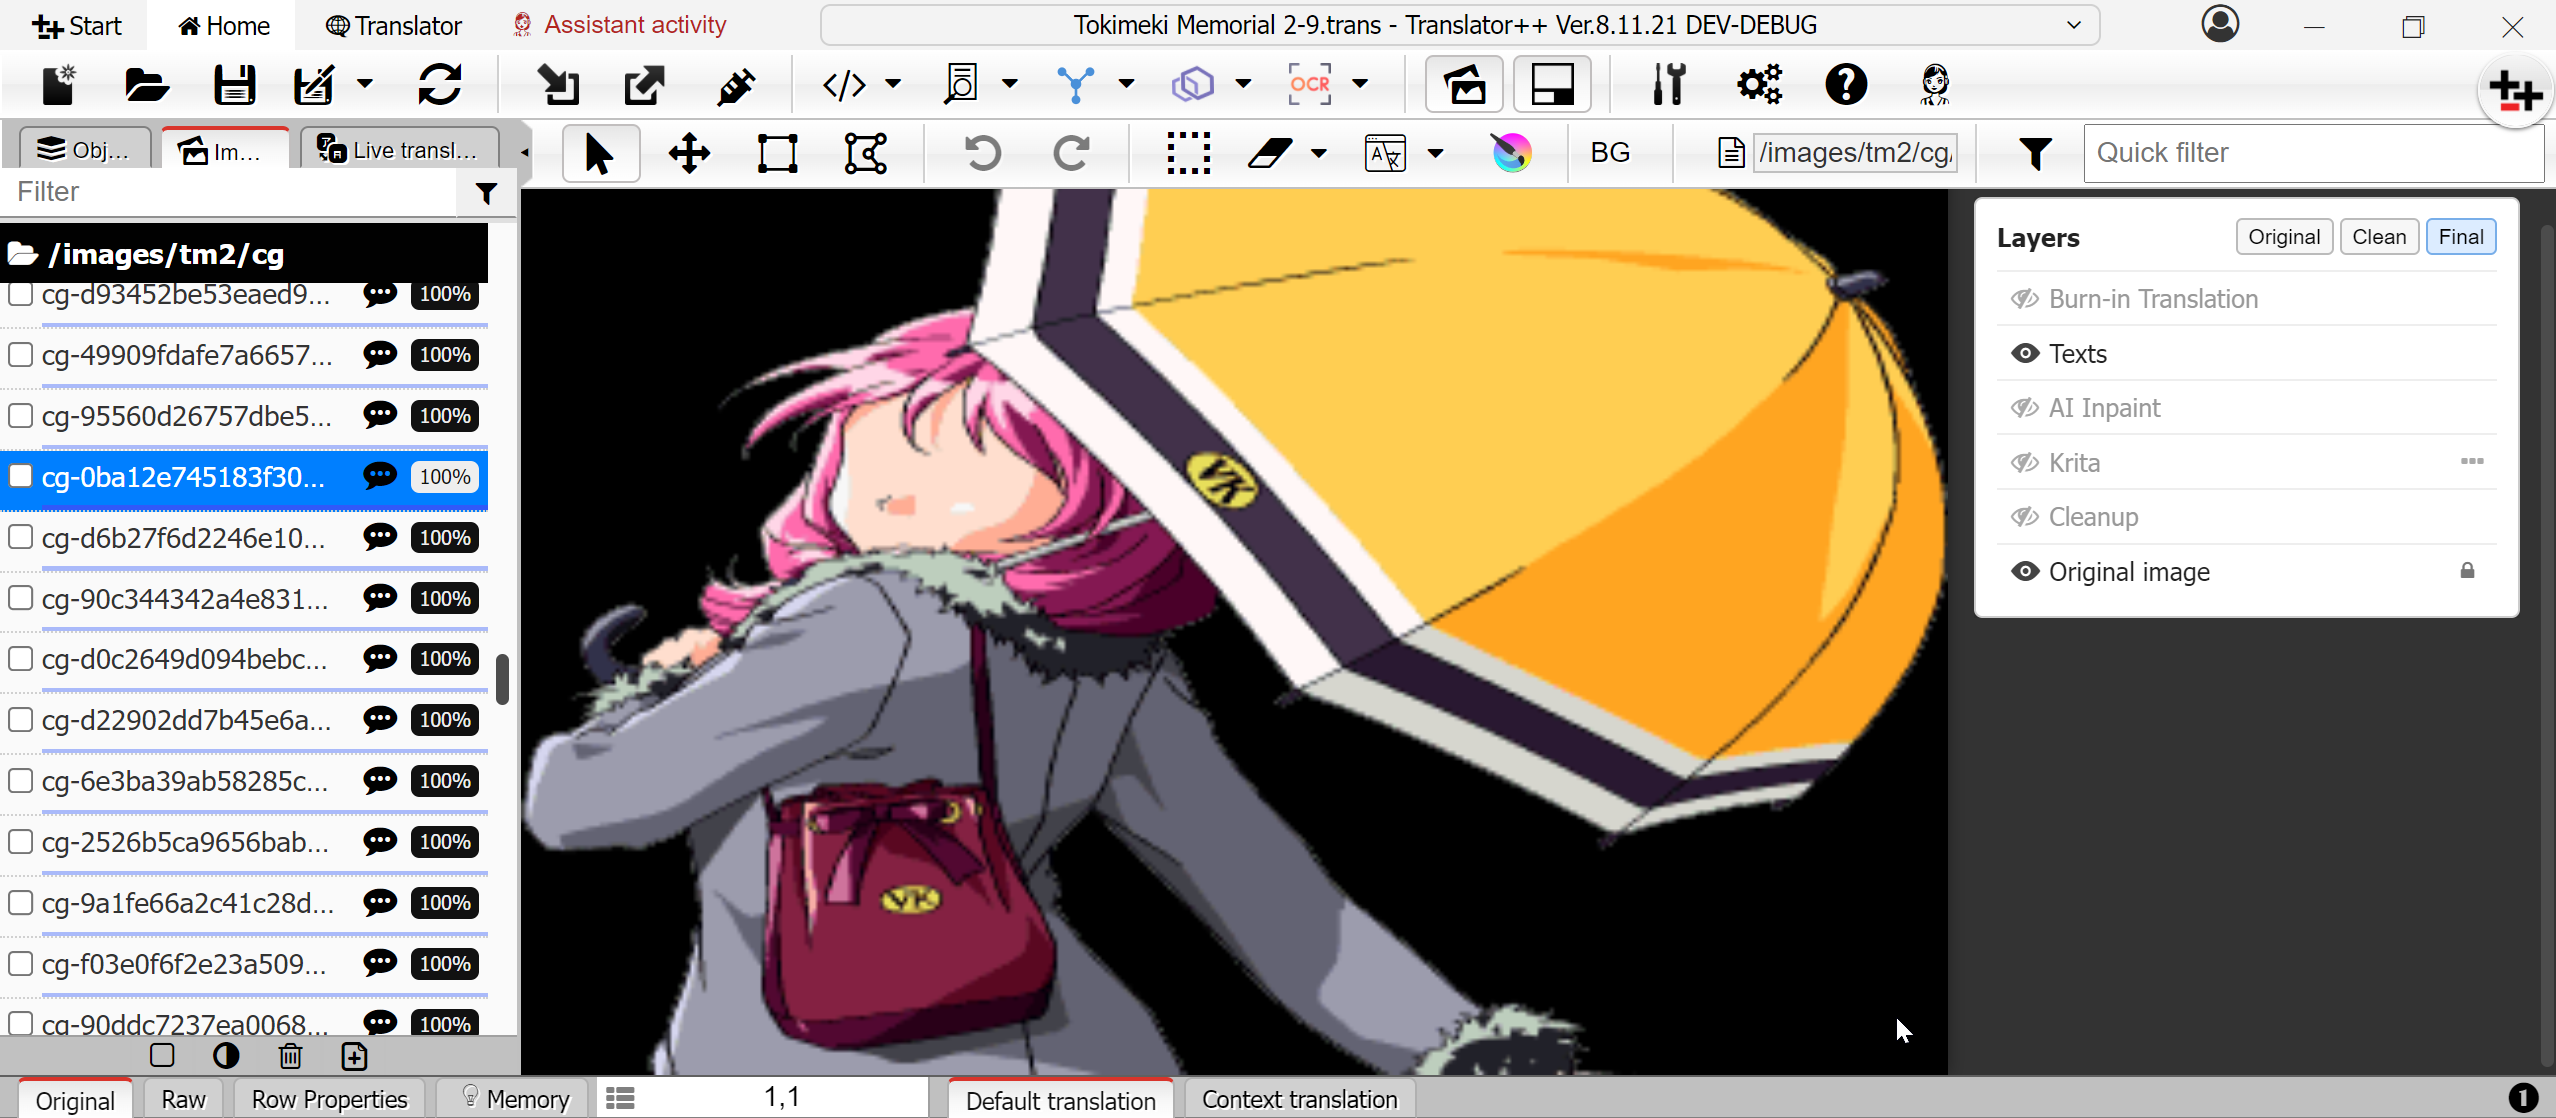 Start
Home
Translator
Assistant activity
Tokimeki Memorial 2-9.trans - Translator++ Ver.8.11.21 DEV-DEBUG
OCR
Obj...
Im...
Live transl...
BG
/images/tm2/cg/
Quick filter
Filter
/images/tm2/cg
cg-d93452be53eaed9... 100%
cg-49909fdafe7a6657... 100%
cg-95560d26757dbe5... 100%
cg-0ba12e745183f30... 100%
cg-d6b27f6d2246e10... 100%
cg-90c344342a4e831... 100%
cg-d0c2649d094bebc... 100%
cg-d22902dd7b45e6a... 100%
cg-6e3ba39ab58285c... 100%
cg-2526b5ca9656bab... 100%
cg-9a1fe66a2c41c28d... 100%
cg-f03e0f6f2e23a509... 100%
cg-90ddc7237ea0068... 100%
VK
VK
Layers
Original
Clean
Final
Burn-in Translation
Texts
AI Inpaint
Krita
Cleanup
Original image
Original
Raw
Row Properties
Memory
1,1
Default translation
Context translation
1